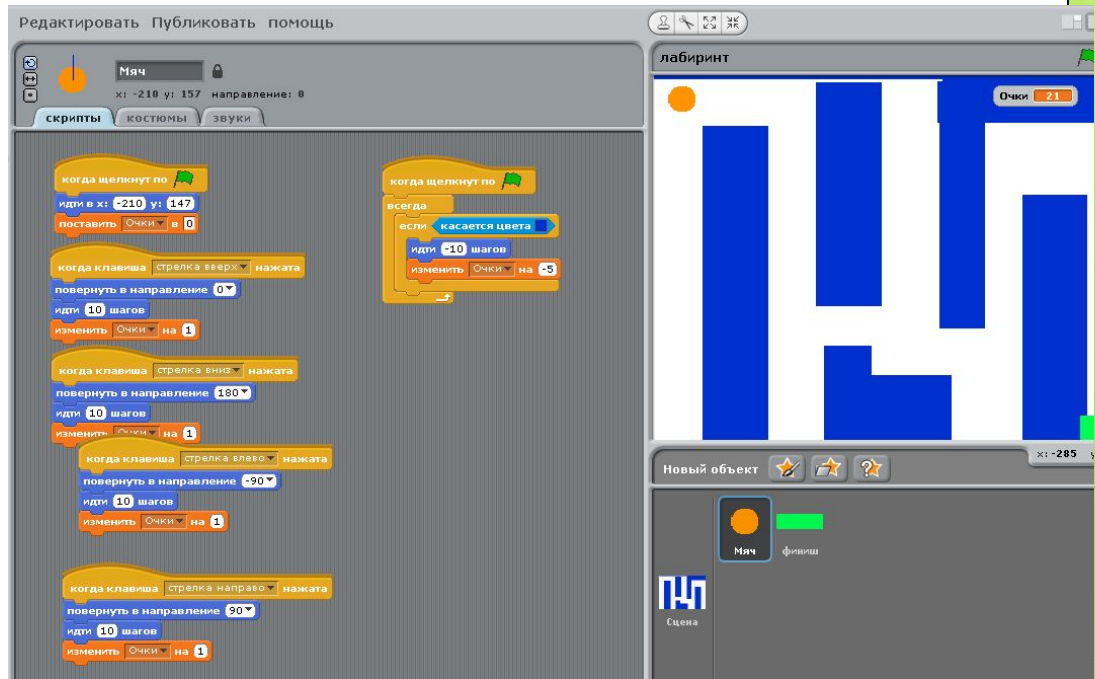 Редактировать Публиковать помощь
Мяч
x: -210 y: 157 направление: 0
скрипты костюмы звуки
когда щелкнут по
идти в x: -210 y: 147
поставить Очки в 0
когда клавиша стрелка вверх нажата
повернуть в направление 0
идти 10 шагов
изменить Очки на 1
когда клавиша стрелка вниз нажата
повернуть в направление 180
идти 10 шагов
изменить Очки на 1
когда клавиша стрелка влево нажата
повернуть в направление -90
идти 10 шагов
изменить Очки на 1
когда клавиша стрелка направо нажата
повернуть в направление 90
идти 10 шагов
изменить Очки на 1
когда щелкнут по
всегда
если касается цвета
идти -10 шагов
изменить Очки на -5
лабиринт
Очки 21
x: -285
Новый объект
Мяч финиш
Сцена